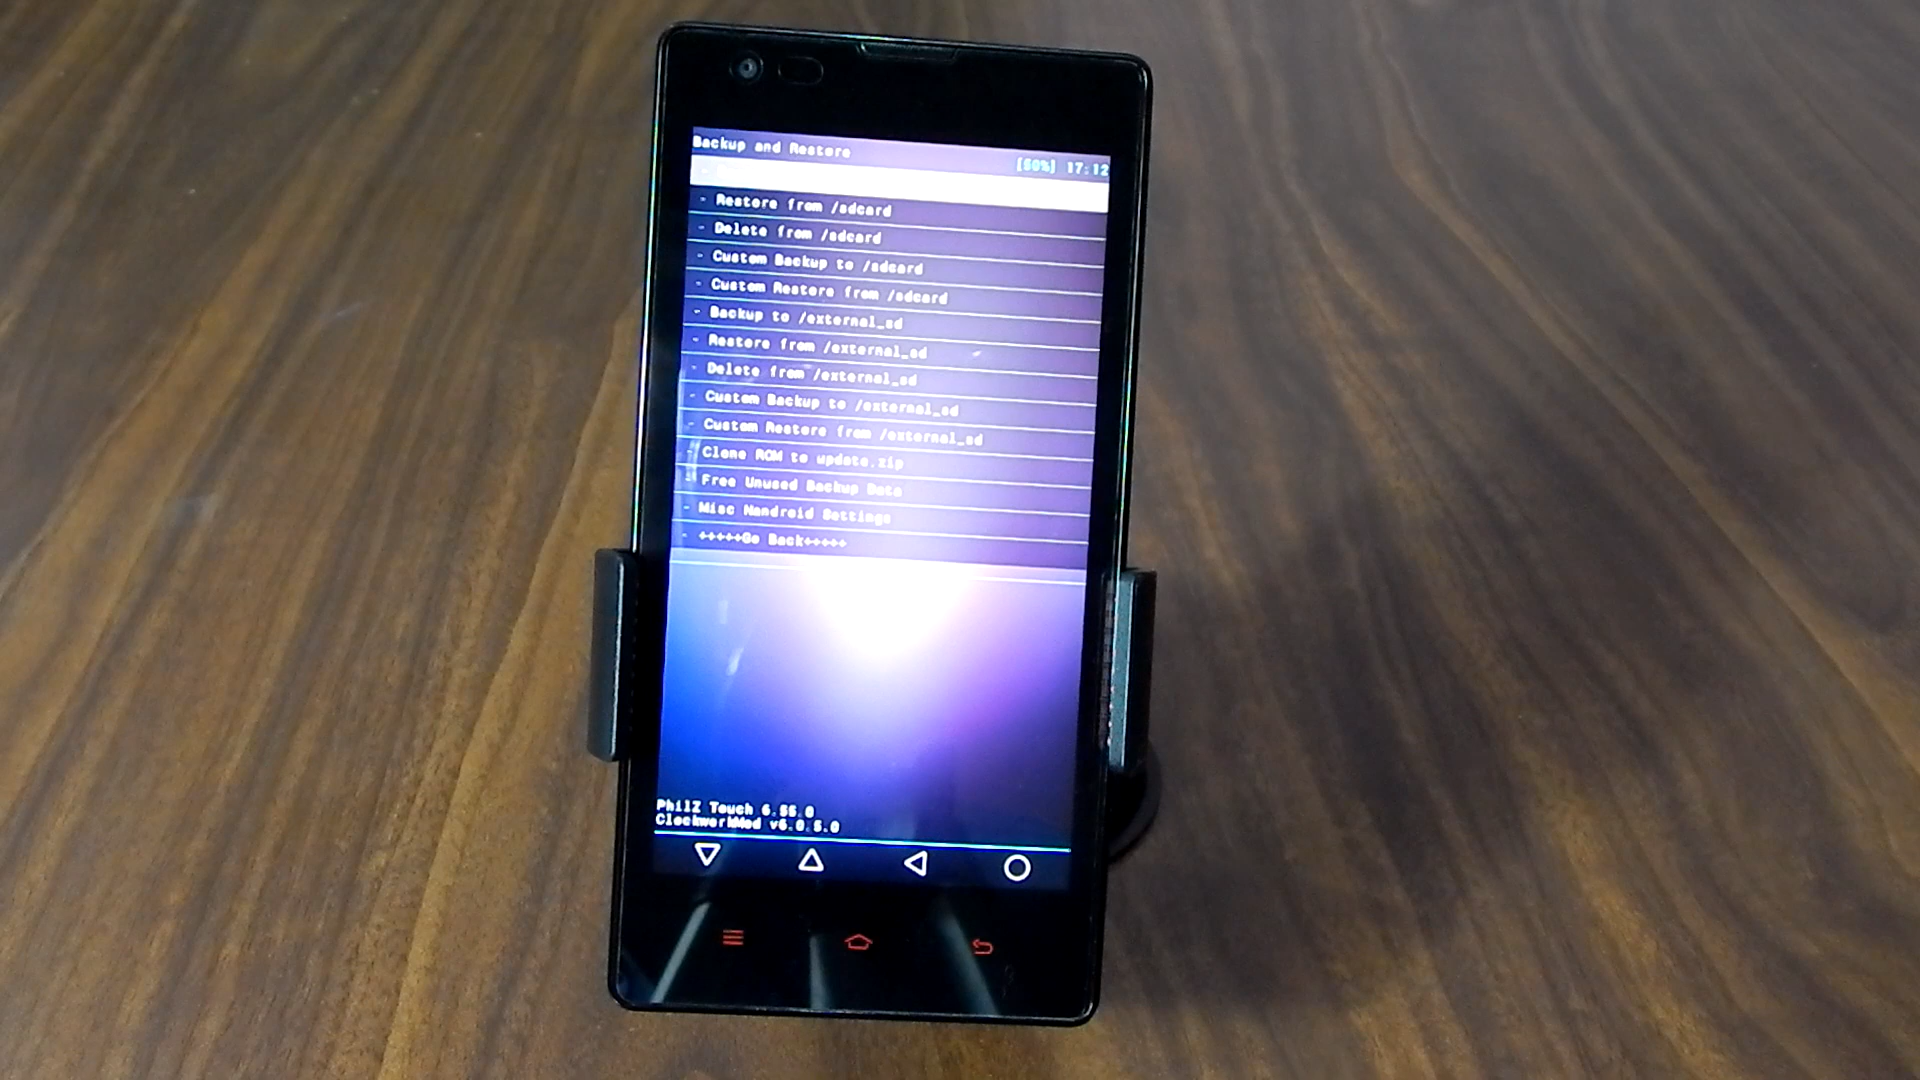 Backup and Restore
[50%] 17:12
- Restore from /sdcard
- Delete from /sdcard
- Custom Backup to /sdcard
- Custom Restore from /sdcard
- Backup to /external_sd
- Restore from /external_sd
- Delete from /external_sd
- Custom Backup to /external_sd
- Custom Restore from /external_sd
- Clone ROM to update.zip
- Free Unused Backup Data
- Misc Nandroid Settings
- +++++Go Back+++++
PhilZ Touch 6.55.0
ClockworkMod v6.0.5.0